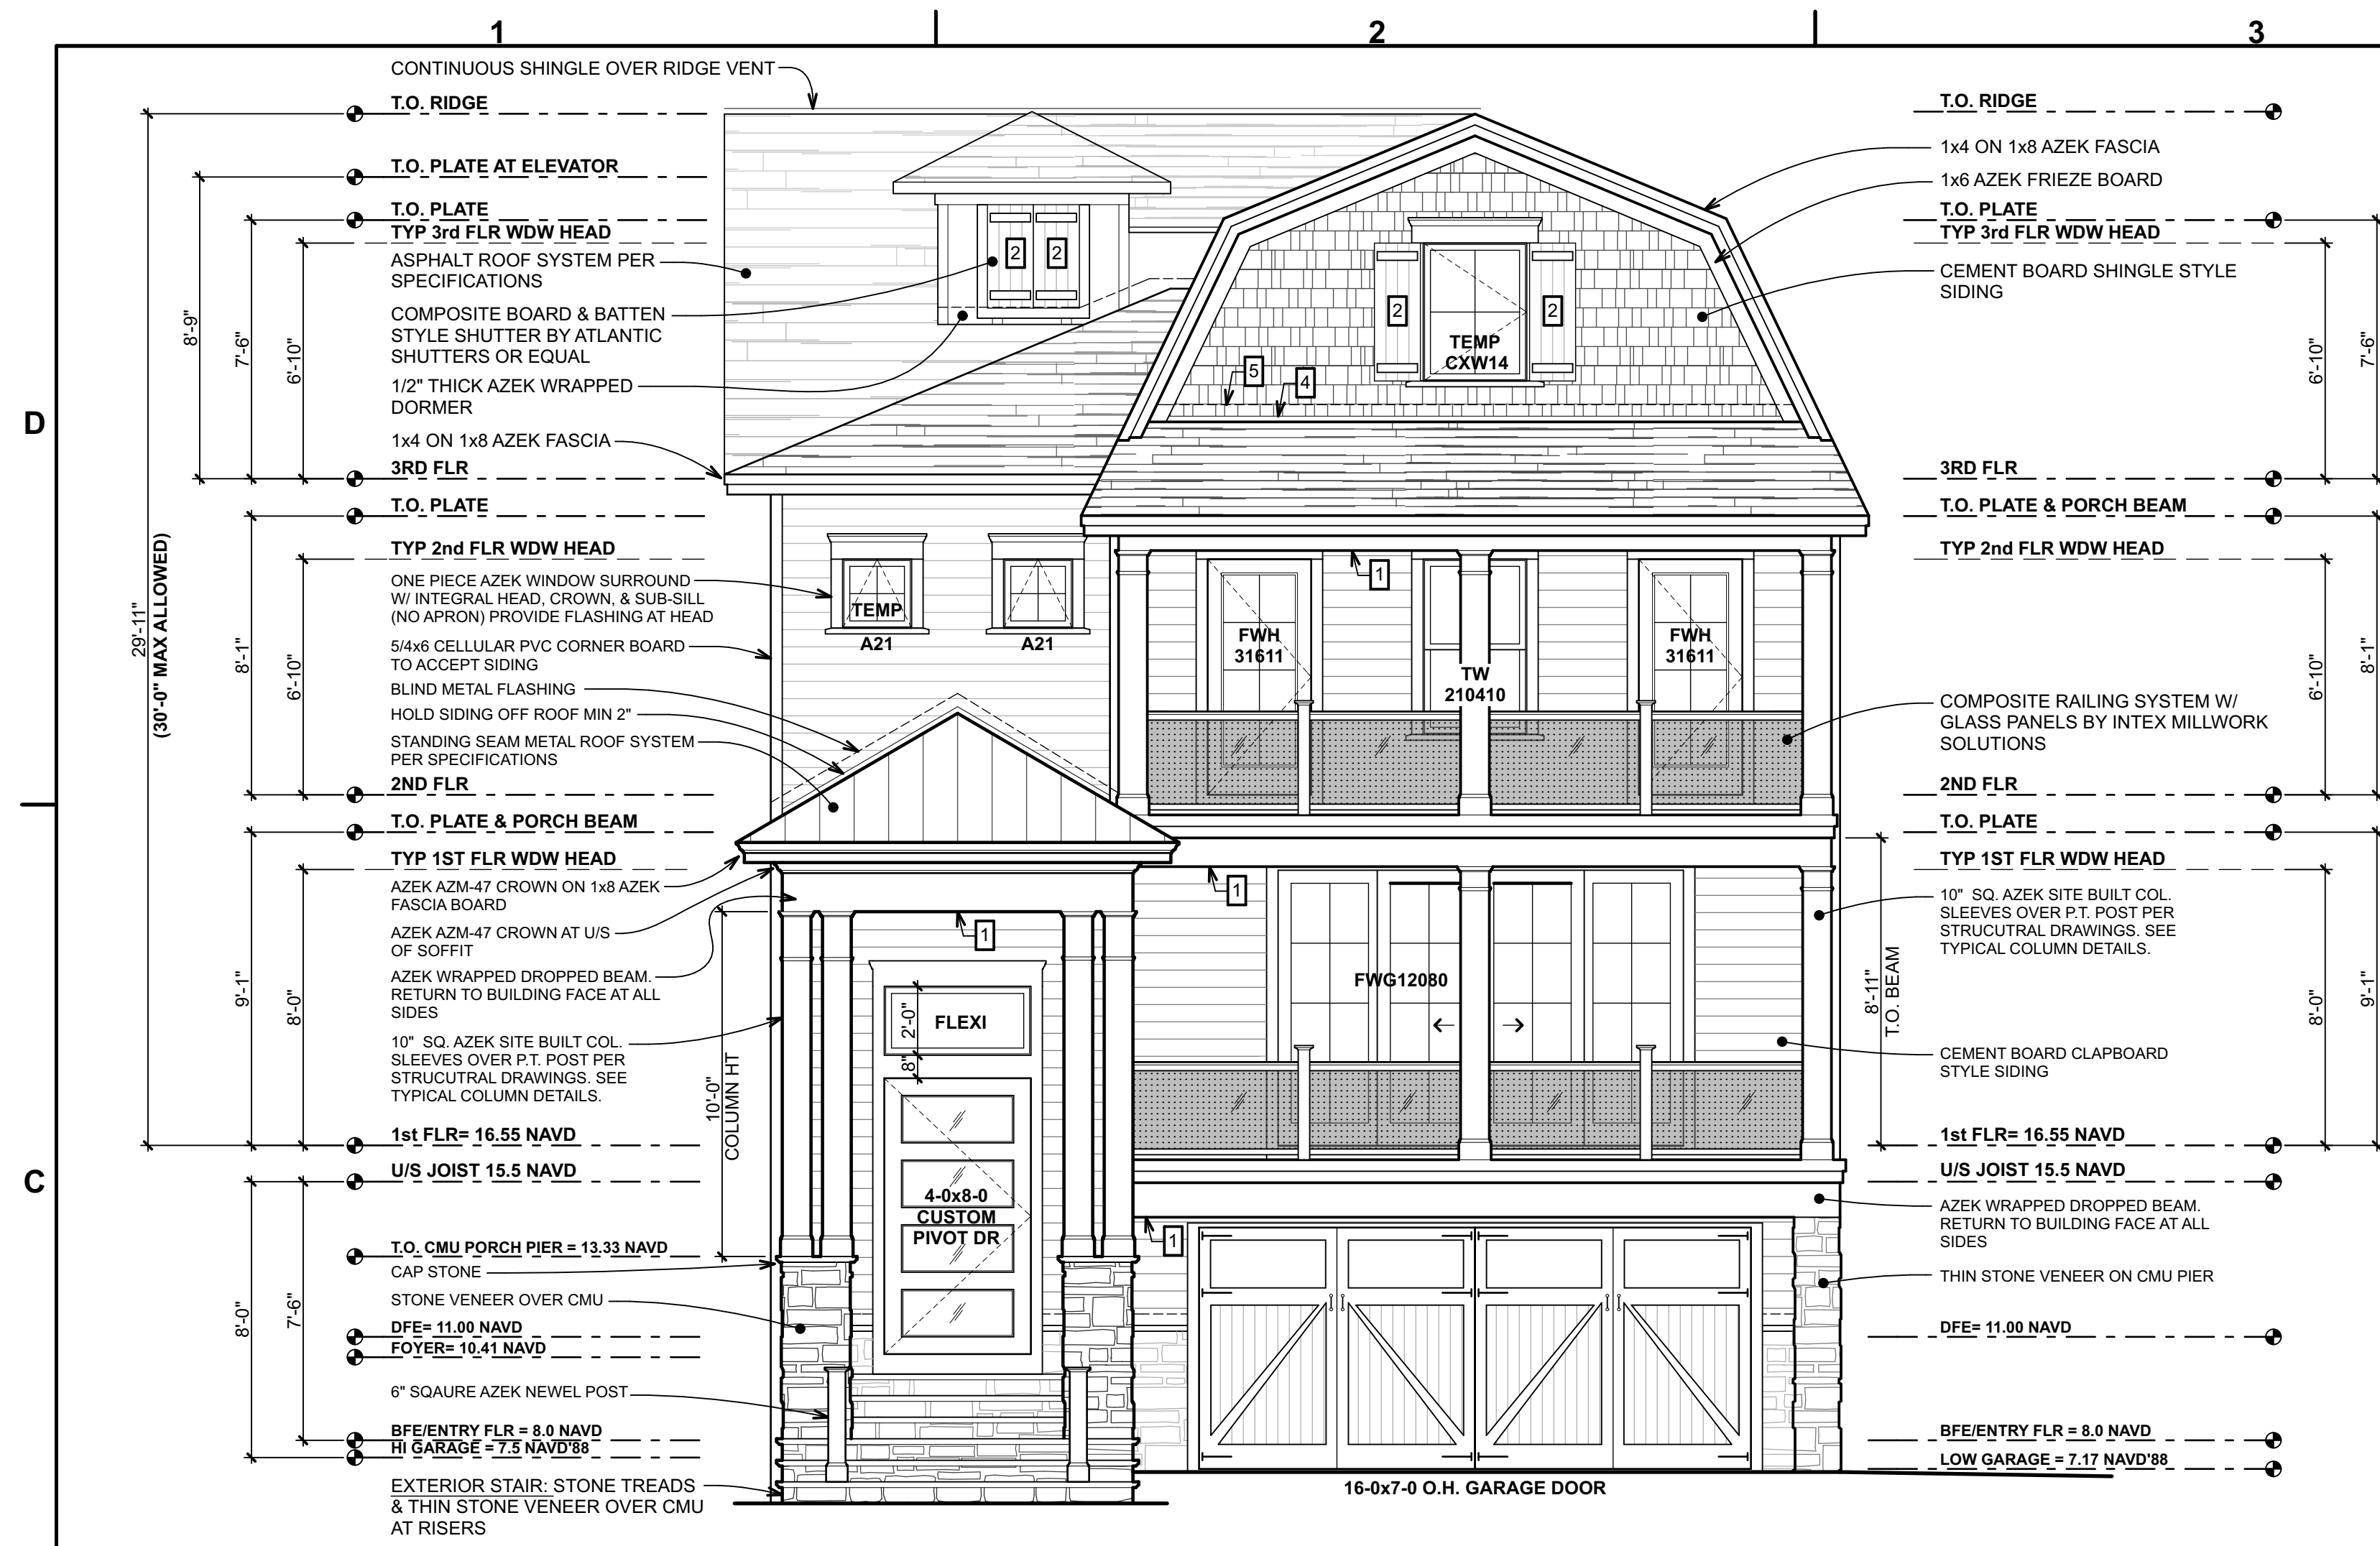 1
2
3
D
C
CONTINUOUS SHINGLE OVER RIDGE VENT
T.O. RIDGE
T.O. PLATE AT ELEVATOR
T.O. PLATE
TYP 3rd FLR WDW HEAD
ASPHALT ROOF SYSTEM PER
SPECIFICATIONS
COMPOSITE BOARD & BATTEN
STYLE SHUTTER BY ATLANTIC
SHUTTERS OR EQUAL
1/2" THICK AZEK WRAPPED
DORMER
1x4 ON 1x8 AZEK FASCIA
3RD FLR
T.O. PLATE
TYP 2nd FLR WDW HEAD
ONE PIECE AZEK WINDOW SURROUND
W/ INTEGRAL HEAD, CROWN, & SUB-SILL
(NO APRON) PROVIDE FLASHING AT HEAD
5/4x6 CELLULAR PVC CORNER BOARD
TO ACCEPT SIDING
BLIND METAL FLASHING
HOLD SIDING OFF ROOF MIN 2"
STANDING SEAM METAL ROOF SYSTEM
PER SPECIFICATIONS
2ND FLR
T.O. PLATE & PORCH BEAM
TYP 1ST FLR WDW HEAD
AZEK AZM-47 CROWN ON 1x8 AZEK
FASCIA BOARD
AZEK AZM-47 CROWN AT U/S
OF SOFFIT
AZEK WRAPPED DROPPED BEAM.
RETURN TO BUILDING FACE AT ALL
SIDES
10" SQ. AZEK SITE BUILT COL.
SLEEVES OVER P.T. POST PER
STRUCUTRAL DRAWINGS. SEE
TYPICAL COLUMN DETAILS.
1st FLR= 16.55 NAVD
U/S JOIST 15.5 NAVD
T.O. CMU PORCH PIER = 13.33 NAVD
CAP STONE
STONE VENEER OVER CMU
DFE= 11.00 NAVD
FOYER= 10.41 NAVD
6" SQAURE AZEK NEWEL POST
BFE/ENTRY FLR = 8.0 NAVD
HI GARAGE = 7.5 NAVD'88
EXTERIOR STAIR: STONE TREADS
& THIN STONE VENEER OVER CMU
AT RISERS
29'-11"
(30'-0" MAX ALLOWED)
8'-9"
7'-6"
6'-10"
8'-1"
6'-10"
9'-1"
8'-0"
8'-0"
7'-6"
2
2
2
2
TEMP
CXW14
5
4
TEMP
A21
A21
1
FWH
31611
TW
210410
FWH
31611
1
1
FWG12080
10'-0"
COLUMN HT
2'-0"
8"
FLEXI
4-0x8-0
CUSTOM
PIVOT DR
1
16-0x7-0 O.H. GARAGE DOOR
8'-11"
T.O. BEAM
T.O. RIDGE
1x4 ON 1x8 AZEK FASCIA
1x6 AZEK FRIEZE BOARD
T.O. PLATE
TYP 3rd FLR WDW HEAD
CEMENT BOARD SHINGLE STYLE
SIDING
3RD FLR
T.O. PLATE & PORCH BEAM
TYP 2nd FLR WDW HEAD
COMPOSITE RAILING SYSTEM W/
GLASS PANELS BY INTEX MILLWORK
SOLUTIONS
2ND FLR
T.O. PLATE
TYP 1ST FLR WDW HEAD
10" SQ. AZEK SITE BUILT COL.
SLEEVES OVER P.T. POST PER
STRUCUTRAL DRAWINGS. SEE
TYPICAL COLUMN DETAILS.
CEMENT BOARD CLAPBOARD
STYLE SIDING
1st FLR= 16.55 NAVD
U/S JOIST 15.5 NAVD
AZEK WRAPPED DROPPED BEAM.
RETURN TO BUILDING FACE AT ALL
SIDES
THIN STONE VENEER ON CMU PIER
DFE= 11.00 NAVD
BFE/ENTRY FLR = 8.0 NAVD
LOW GARAGE = 7.17 NAVD'88
6'-10"
7'-6"
6'-10"
8'-1"
8'-0"
9'-1"